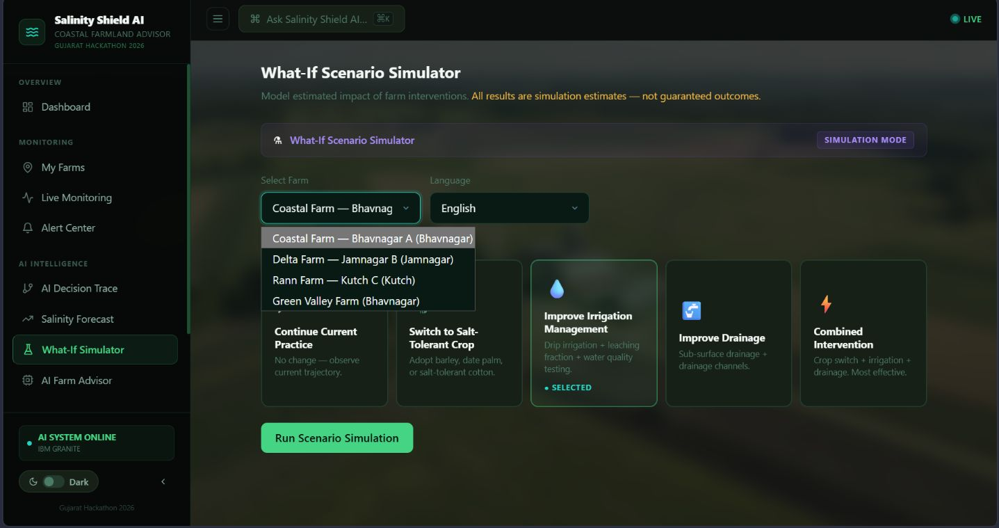 Salinity Shield AI
COASTAL FARMLAND ADVISOR
GUJARAT HACKATHON 2026
OVERVIEW
Dashboard
MONITORING
My Farms
Live Monitoring
Alert Center
AI INTELLIGENCE
AI Decision Trace
Salinity Forecast
What-If Simulator
AI Farm Advisor
AI SYSTEM ONLINE
IBM GRANITE
Dark
Gujarat Hackathon 2026
⌘ Ask Salinity Shield AI... ⌘K
LIVE
What-If Scenario Simulator
Model estimated impact of farm interventions. All results are simulation estimates — not guaranteed outcomes.
What-If Scenario Simulator
SIMULATION MODE
Select Farm
Coastal Farm — Bhavnag
Language
English
Coastal Farm — Bhavnagar A (Bhavnagar)
Delta Farm — Jamnagar B (Jamnagar)
Rann Farm — Kutch C (Kutch)
Green Valley Farm (Bhavnagar)
Continue Current
Practice
No change — observe
current trajectory.
Switch to Salt-
Tolerant Crop
Adopt barley, date palm,
or salt-tolerant cotton.
Improve Irrigation
Management
Drip irrigation + leaching
fraction + water quality
testing.
● SELECTED
Improve Drainage
Sub-surface drainage +
drainage channels.
Combined
Intervention
Crop switch + irrigation +
drainage. Most effective.
Run Scenario Simulation